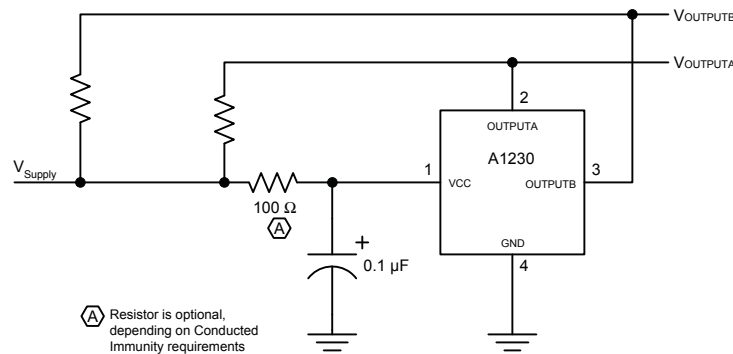 VOUTPUTB
VOUTPUTA
2
OUTPUTA
A1230
VSupply
1
VCC
OUTPUTB
3
100 Ω
A
GND
4
+
0.1 µF
A Resistor is optional,
depending on Conducted
Immunity requirements